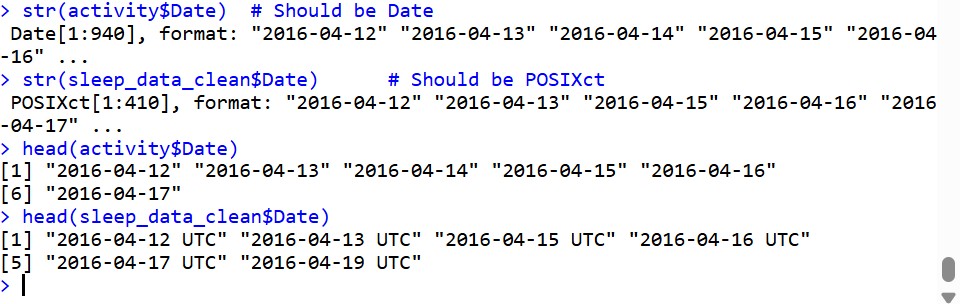 > str(activity$Date)  # Should be Date
 Date[1:940], format: "2016-04-12" "2016-04-13" "2016-04-14" "2016-04-15" "2016-04
-16" ...
> str(sleep_data_clean$Date)      # Should be POSIXct
 POSIXct[1:410], format: "2016-04-12" "2016-04-13" "2016-04-15" "2016-04-16" "2016
-04-17" ...
> head(activity$Date)
[1] "2016-04-12" "2016-04-13" "2016-04-14" "2016-04-15" "2016-04-16"
[6] "2016-04-17"
> head(sleep_data_clean$Date)
[1] "2016-04-12 UTC" "2016-04-13 UTC" "2016-04-15 UTC" "2016-04-16 UTC"
[5] "2016-04-17 UTC" "2016-04-19 UTC"
>